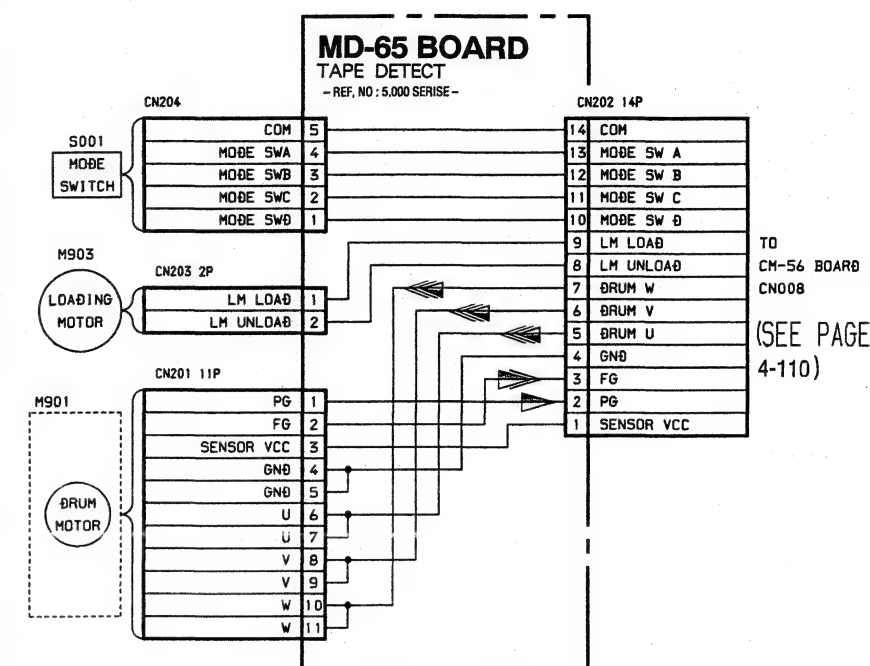 MD-65 BOARD
TAPE DETECT
– REF, NO : 5,000 SERISE –
CN204
COM 5
MODE SWA 4
MODE SWB 3
MODE SWC 2
MODE SWD 1
S001
MODE
SWITCH
M903
LOADING
MOTOR
CN203 2P
LM LOAD 1
LM UNLOAD 2
CN201 11P
M901
DRUM
MOTOR
PG 1
FG 2
SENSOR VCC 3
GND 4
GND 5
U 6
U 7
V 8
V 9
W 10
W 11
CN202 14P
14 COM
13 MODE SW A
12 MODE SW B
11 MODE SW C
10 MODE SW D
9 LM LOAD
8 LM UNLOAD
7 DRUM W
6 DRUM V
5 DRUM U
4 GND
3 FG
2 PG
1 SENSOR VCC
TO
CM-56 BOARD
CN008
(SEE PAGE
4-110)